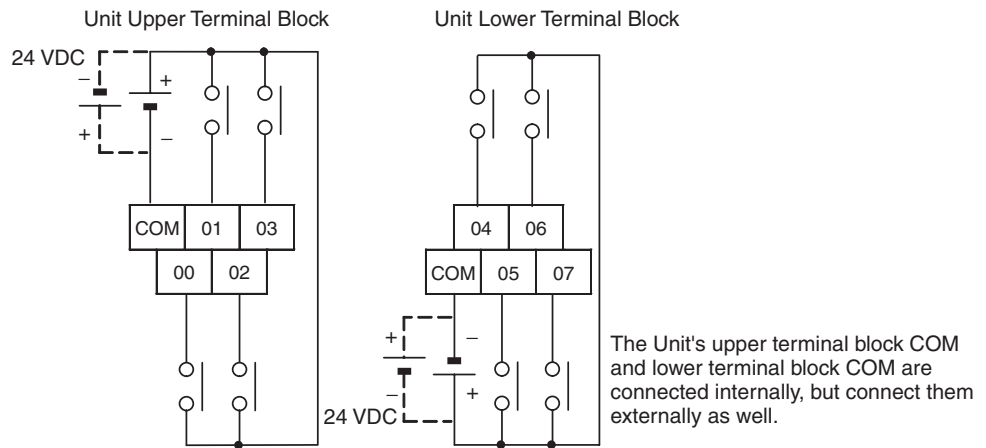 Unit Upper Terminal Block
Unit Lower Terminal Block
24 VDC
–
+
+
–
COM 01 03
00 02
04 06
COM 05 07
+
–
–
+
24 VDC
The Unit's upper terminal block COM
and lower terminal block COM are
connected internally, but connect them
externally as well.